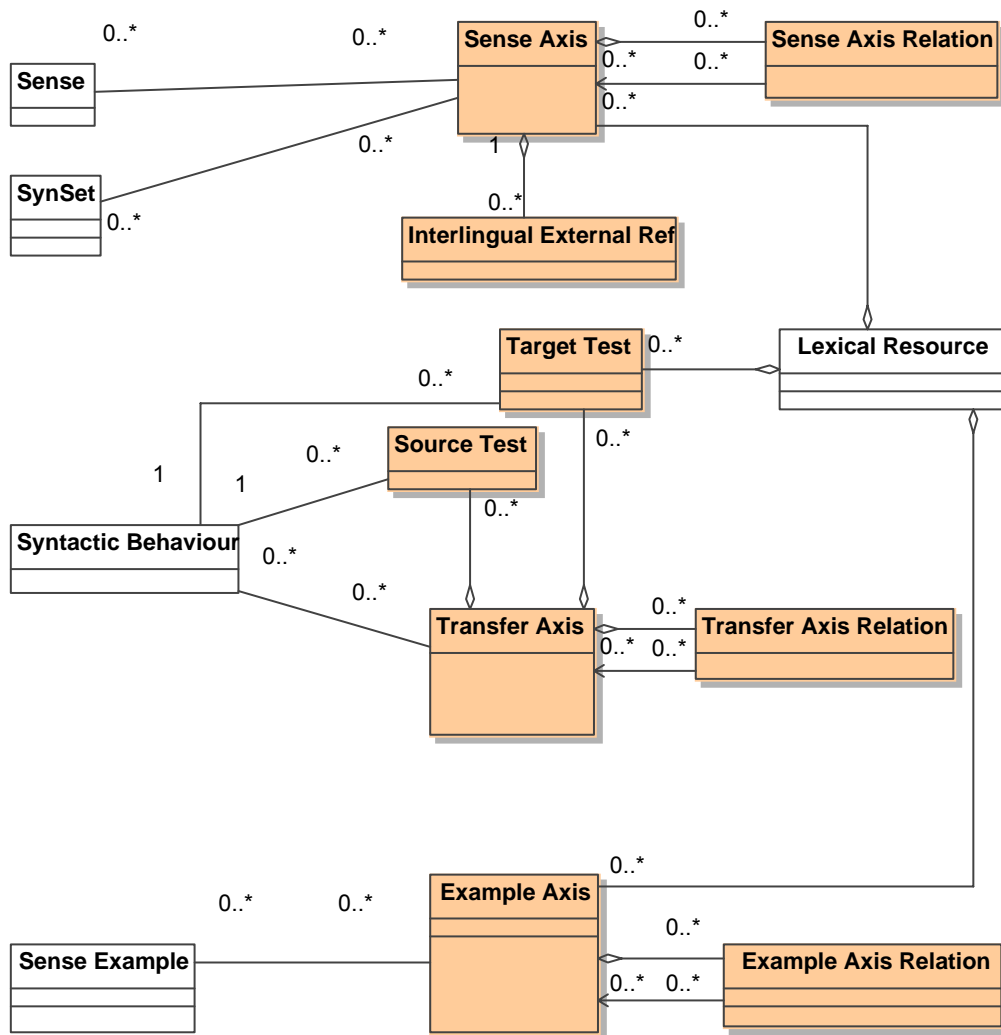 0..*
0..*
Sense Axis
0..*
Sense Axis Relation
0..*
0..*
Sense
0..*
0..*
1
SynSet
0..*
0..*
Interlingual External Ref
Target Test
0..*
Lexical Resource
0..*
Source Test
0..*
0..*
1
1
0..*
Syntactic Behaviour
0..*
0..*
Transfer Axis
0..*
Transfer Axis Relation
0..*
0..*
0..*
Example Axis
0..*
0..*
0..*
Sense Example
Example Axis Relation
0..*
0..*